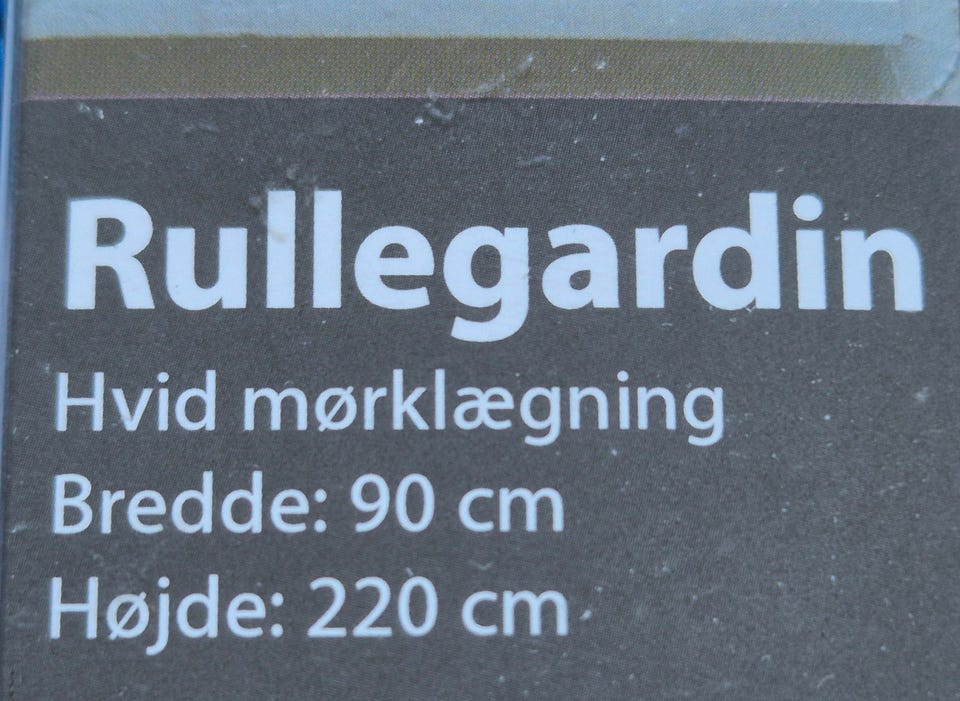 Rullegardin
Hvid mørklægning
Bredde: 90 cm
Højde: 220 cm